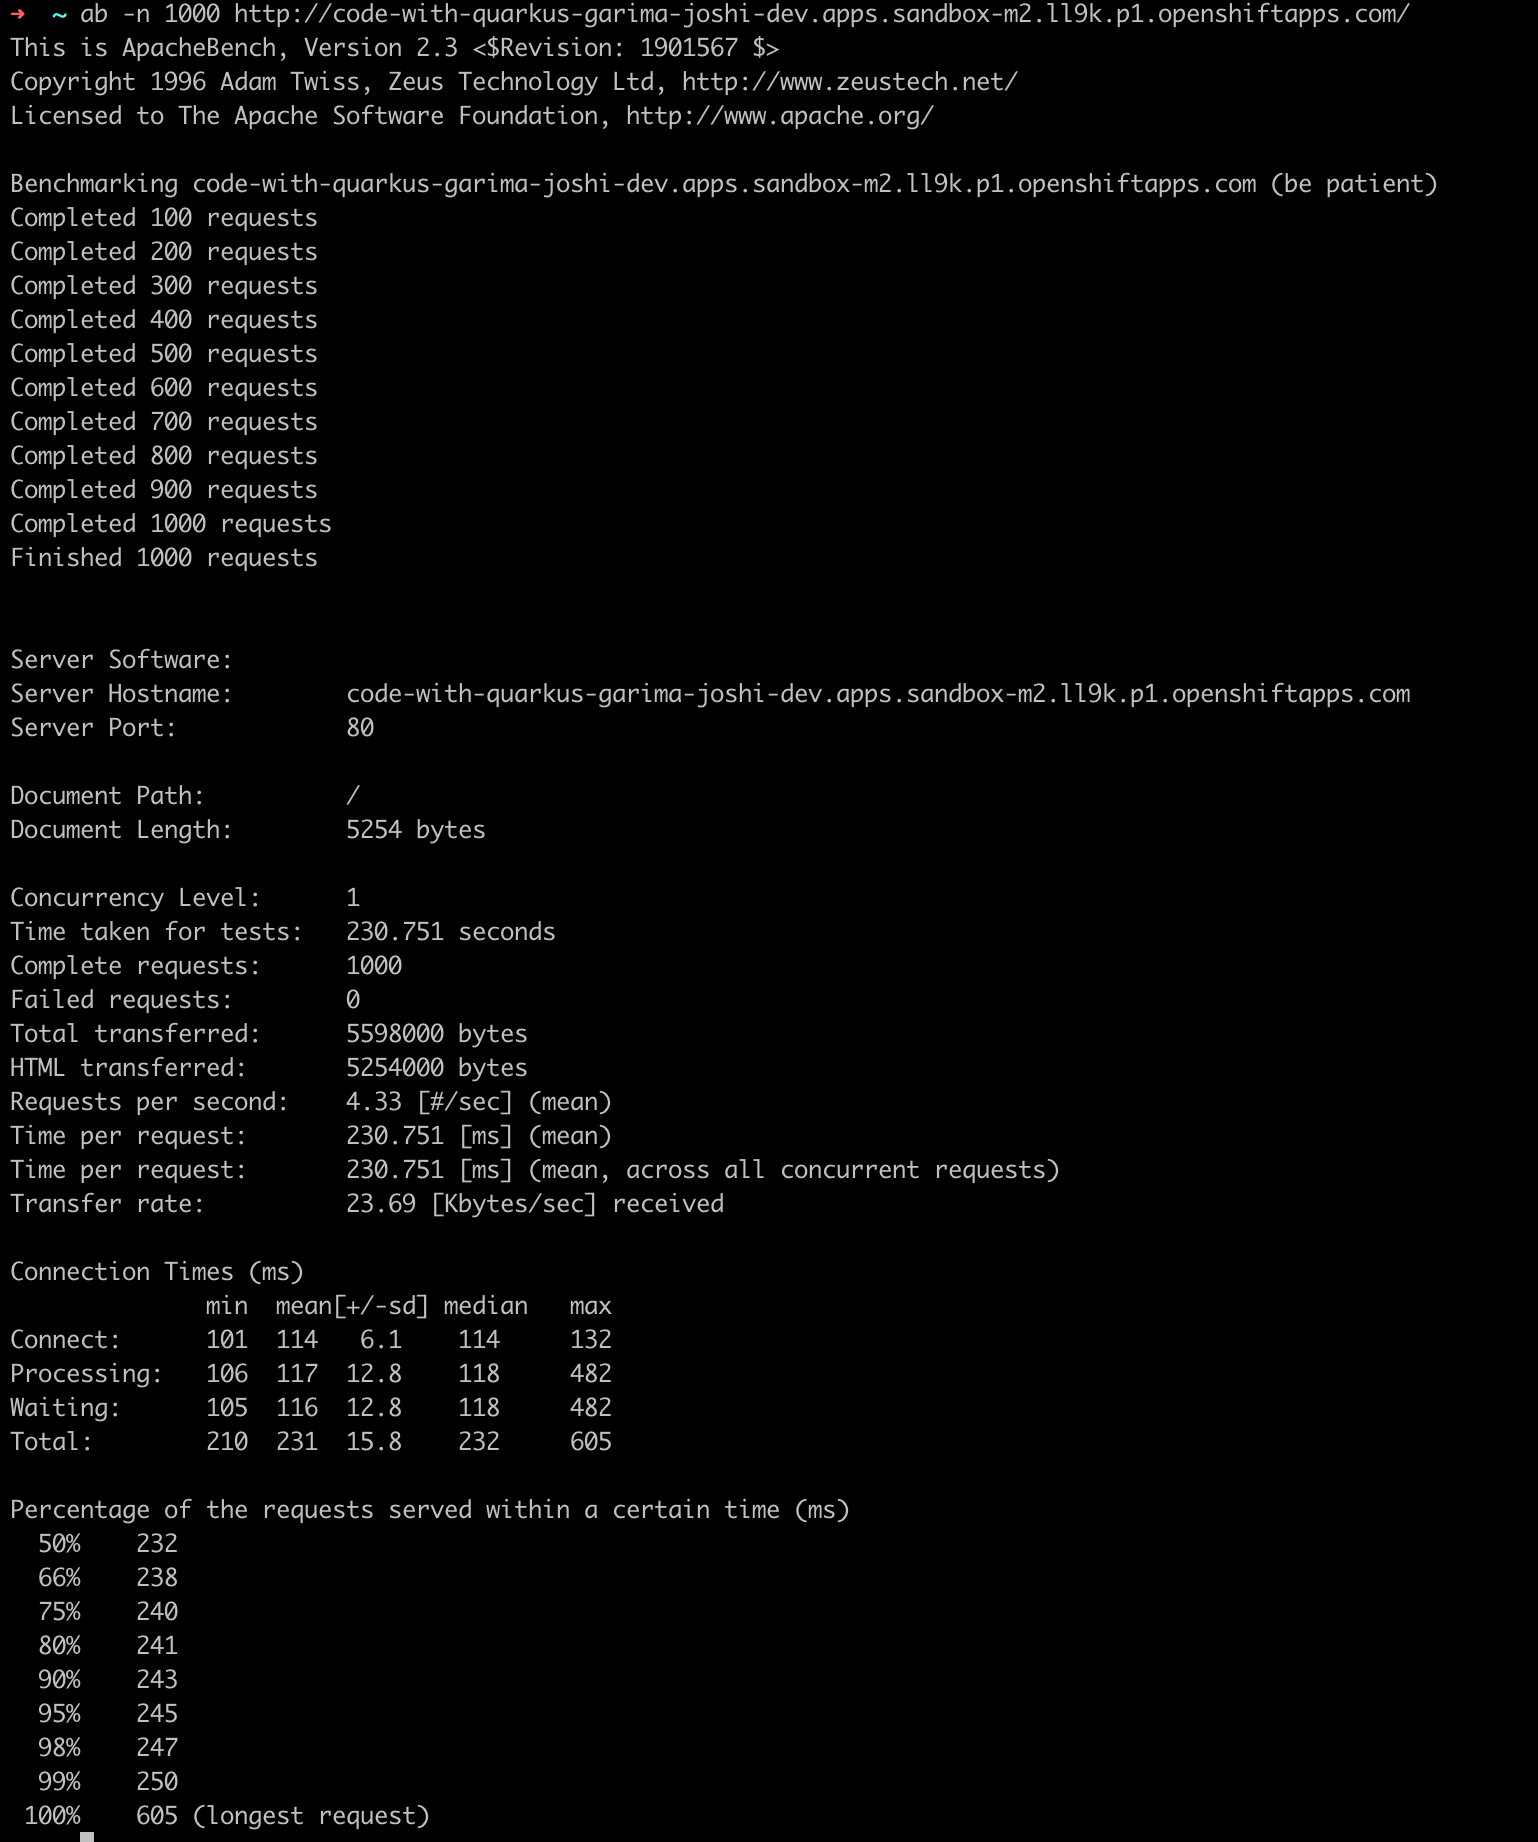 ➜ ~ ab -n 1000 http://code-with-quarkus-garima-joshi-dev.apps.sandbox-m2.ll9k.p1.openshiftapps.com/
This is ApacheBench, Version 2.3 <$Revision: 1901567 $>
Copyright 1996 Adam Twiss, Zeus Technology Ltd, http://www.zeustech.net/
Licensed to The Apache Software Foundation, http://www.apache.org/

Benchmarking code-with-quarkus-garima-joshi-dev.apps.sandbox-m2.ll9k.p1.openshiftapps.com (be patient)
Completed 100 requests
Completed 200 requests
Completed 300 requests
Completed 400 requests
Completed 500 requests
Completed 600 requests
Completed 700 requests
Completed 800 requests
Completed 900 requests
Completed 1000 requests
Finished 1000 requests

Server Software:
Server Hostname:        code-with-quarkus-garima-joshi-dev.apps.sandbox-m2.ll9k.p1.openshiftapps.com
Server Port:            80

Document Path:          /
Document Length:        5254 bytes

Concurrency Level:      1
Time taken for tests:   230.751 seconds
Complete requests:      1000
Failed requests:        0
Total transferred:      5598000 bytes
HTML transferred:       5254000 bytes
Requests per second:    4.33 [#/sec] (mean)
Time per request:       230.751 [ms] (mean)
Time per request:       230.751 [ms] (mean, across all concurrent requests)
Transfer rate:          23.69 [Kbytes/sec] received

Connection Times (ms)
              min  mean[+/-sd] median   max
Connect:      101  114   6.1    114     132
Processing:   106  117  12.8    118     482
Waiting:      105  116  12.8    118     482
Total:        210  231  15.8    232     605

Percentage of the requests served within a certain time (ms)
  50%    232
  66%    238
  75%    240
  80%    241
  90%    243
  95%    245
  98%    247
  99%    250
 100%    605 (longest request)